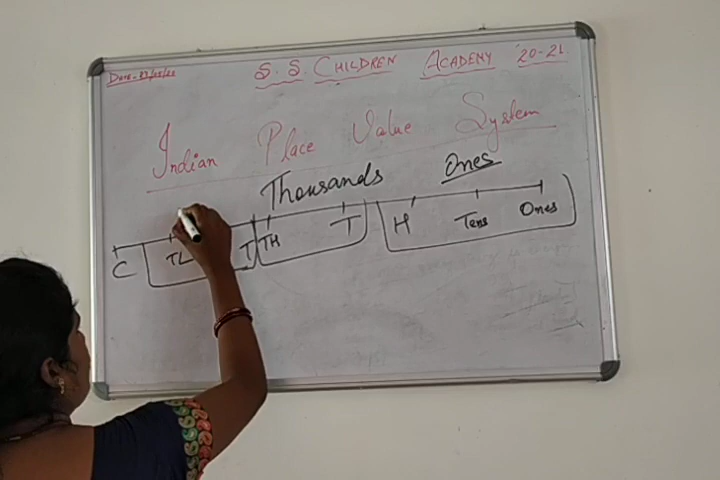 S. S. CHILDREN ACADEMY 20-21
Indian Place Value System
Thousands Ones
C TL T TH T H Tens Ones